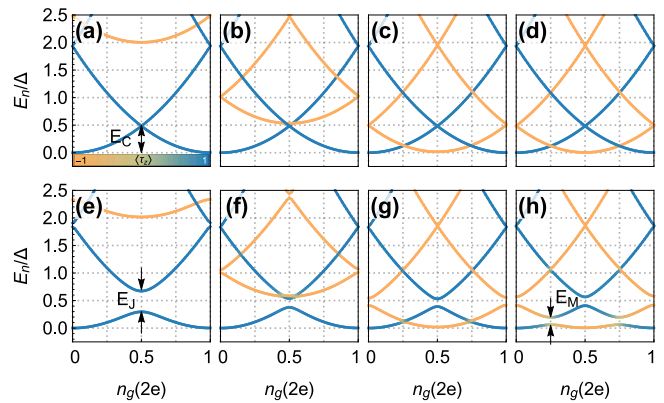 (a) (b) (c) (d)
2.5
2.0
1.5
1.0
0.5
0.0
E_n/Δ
E_C
−1 ⟨τ_z⟩ 1
(e) (f) (g) (h)
2.5
2.0
1.5
1.0
0.5
0.0
E_n/Δ
E_J
E_M
0 0.5 1 0 0.5 1 0 0.5 1 0 0.5 1
n_g(2e) n_g(2e) n_g(2e) n_g(2e)